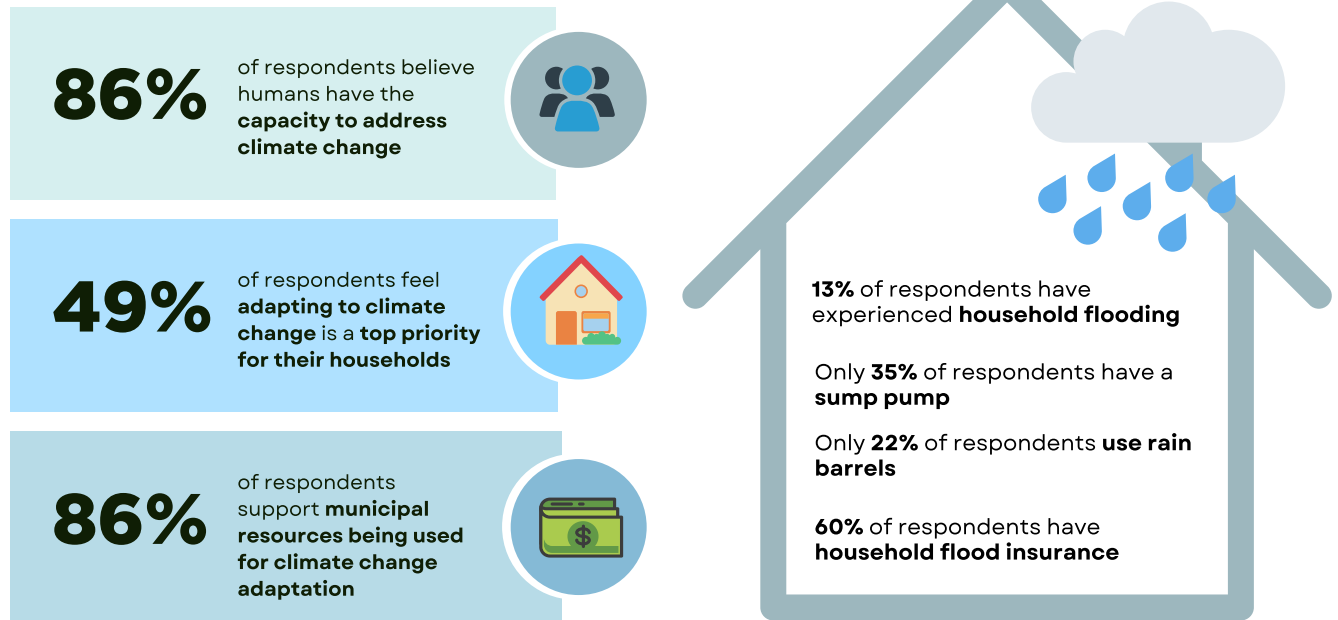 86%
of respondents believe
humans have the
capacity to address
climate change
49%
of respondents feel
adapting to climate
change is a top priority
for their households
86%
of respondents
support municipal
resources being used
for climate change
adaptation
$
13% of respondents have
experienced household flooding
Only 35% of respondents have a
sump pump
Only 22% of respondents use rain
barrels
60% of respondents have
household flood insurance